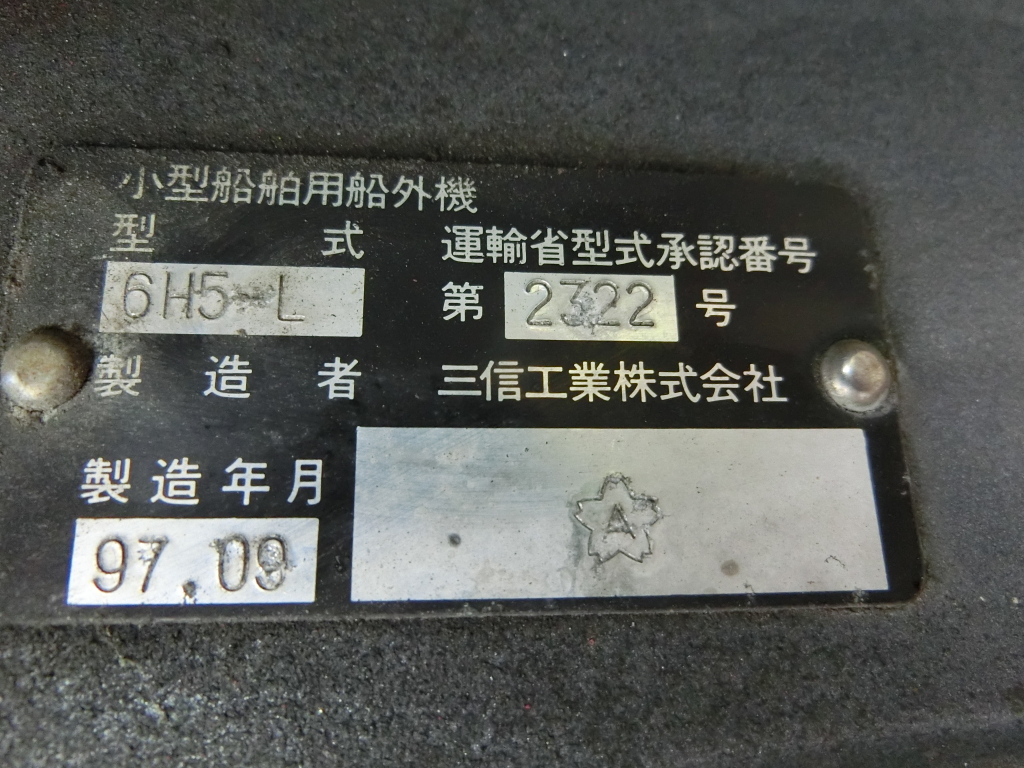 小型船舶用船外機
型式 運輸省型式承認番号
6H5-L 第 2322 号
製造者 三信工業株式会社
製造年月
97.09
A